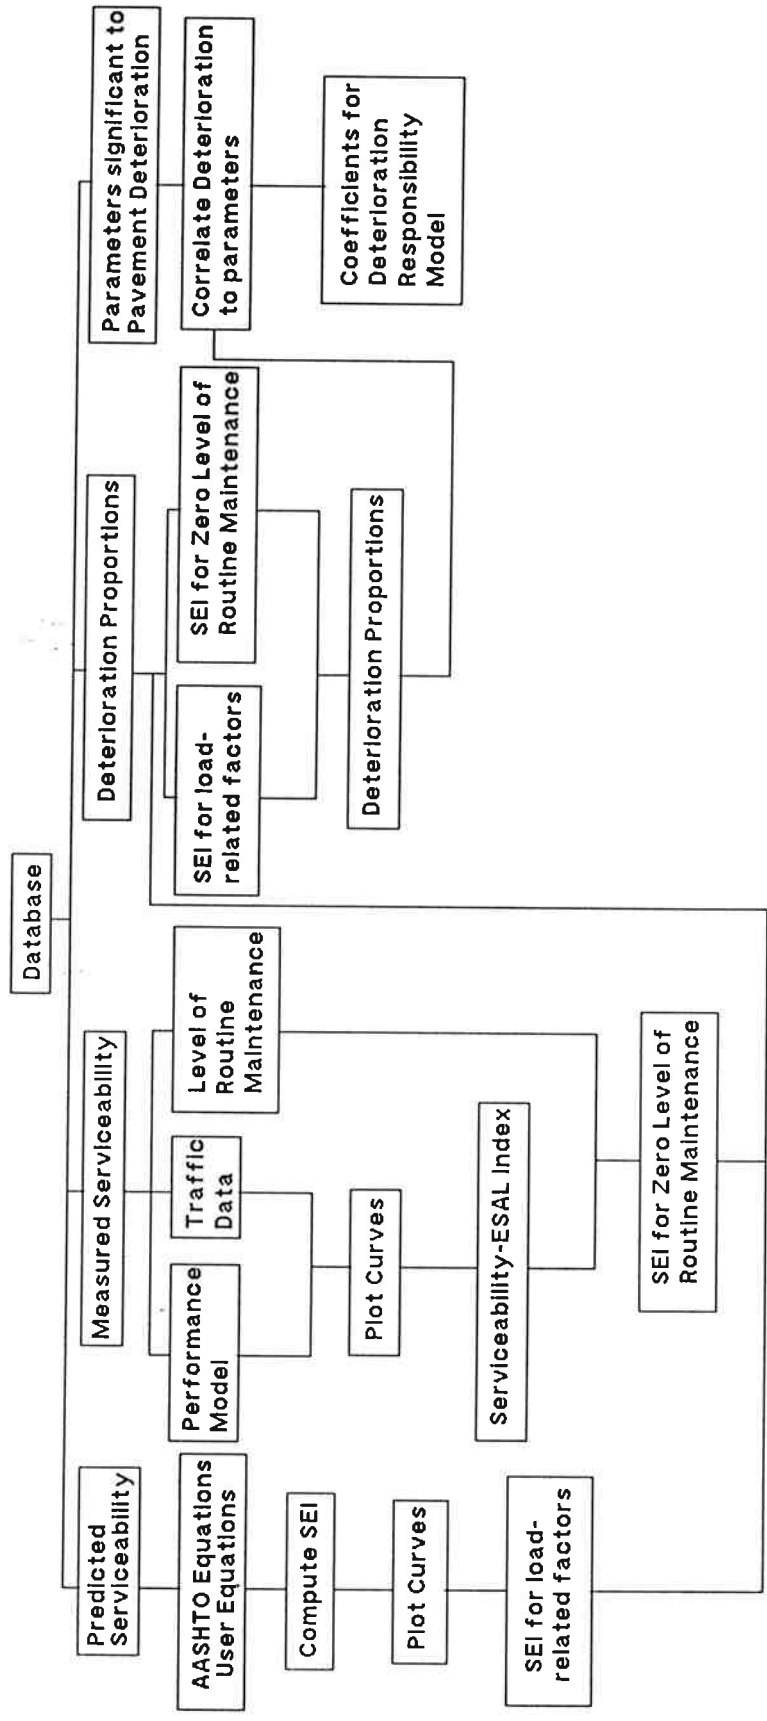 Database
Predicted
Serviceability
AASHTO Equations
User Equations
Compute SEI
Plot Curves
SEI for load-
related factors
Measured Serviceability
Performance
Model
Traffic
Data
Level of
Routine
Maintenance
Plot Curves
Serviceability-ESAL Index
SEI for Zero Level of
Routine Maintenance
Deterioration Proportions
SEI for load-
related factors
SEI for Zero Level of
Routine Maintenance
Deterioration Proportions
Parameters significant to
Pavement Deterioration
Correlate Deterioration
to parameters
Coefficients for
Deterioration
Responsibility
Model